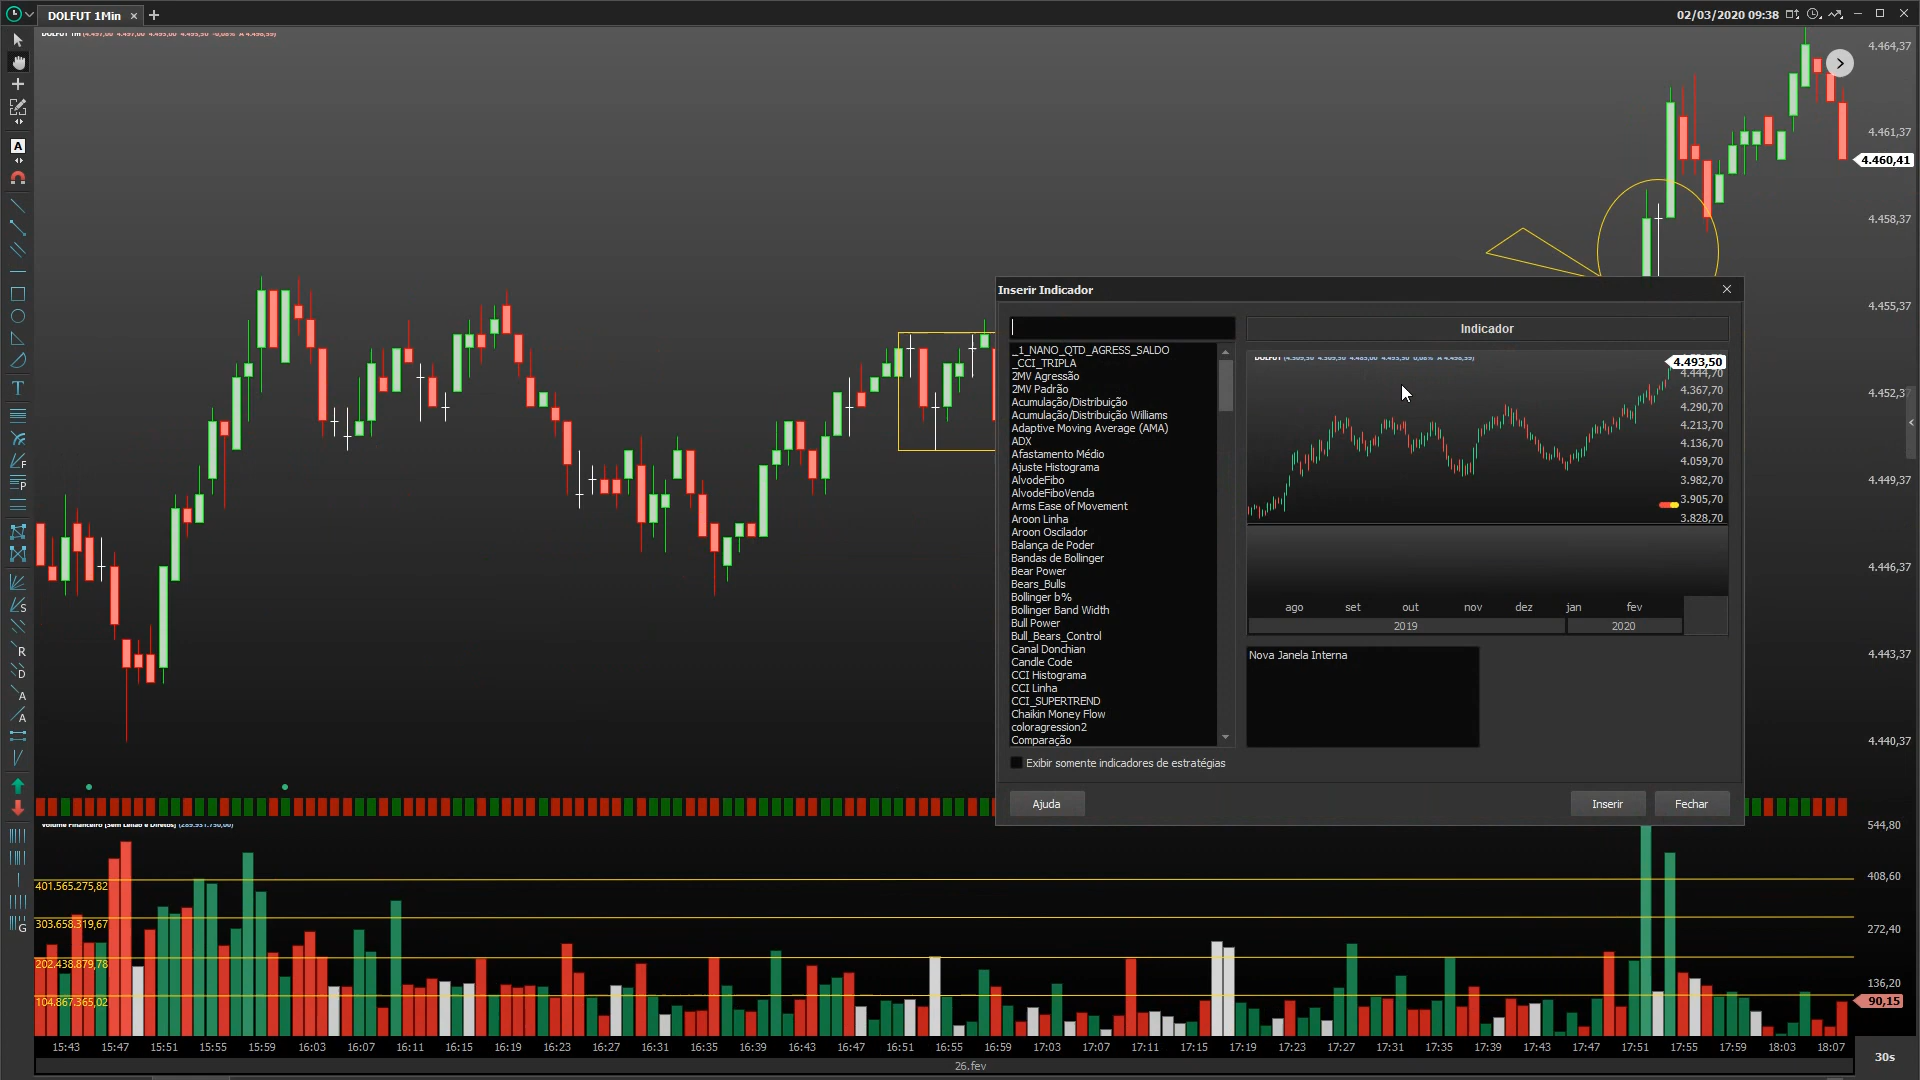 DOLFUT 1Min
02/03/2020 09:38
4.464,37
4.461,37
4.460,41
4.458,37
4.455,37
4.452,37
4.449,37
4.446,37
4.443,37
4.440,37
A
T
F
P
S
R
D
A
A
G
Inserir Indicador
_1_NANO_QTD_AGRESS_SALDO
_CCI_TRIPLA
2MV Agressão
2MV Padrão
Acumulação/Distribuição
Acumulação/Distribuição Williams
Adaptive Moving Average (AMA)
ADX
Afastamento Médio
Ajuste Histograma
AlvodeFibo
AlvodeFiboVenda
Arms Ease of Movement
Aroon Linha
Aroon Oscilador
Balança de Poder
Bandas de Bollinger
Bear Power
Bears_Bulls
Bollinger b%
Bollinger Band Width
Bull Power
Bull_Bears_Control
Canal Donchian
Candle Code
CCI Histograma
CCI Linha
CCI_SUPERTREND
Chaikin Money Flow
coloragression2
Comparação
Exibir somente indicadores de estratégias
Ajuda
Indicador
4.493,50
4.444,70
4.367,70
4.290,70
4.213,70
4.136,70
4.059,70
3.982,70
3.905,70
3.828,70
ago set out nov dez jan fev
2019 2020
Nova Janela Interna
Inserir Fechar
Volume Financeiro [Sem Leilão e Diretos]
544,80
408,60
272,40
136,20
90,15
401.565.275,82
303.658.319,67
202.438.879,78
104.867.365,02
15:43 15:47 15:51 15:55 15:59 16:03 16:07 16:11 16:15 16:19 16:23 16:27 16:31 16:35 16:39 16:43 16:47 16:51 16:55 16:59 17:03 17:07 17:11 17:15 17:19 17:23 17:27 17:31 17:35 17:39 17:43 17:47 17:51 17:55 17:59 18:03 18:07
26.fev
30s